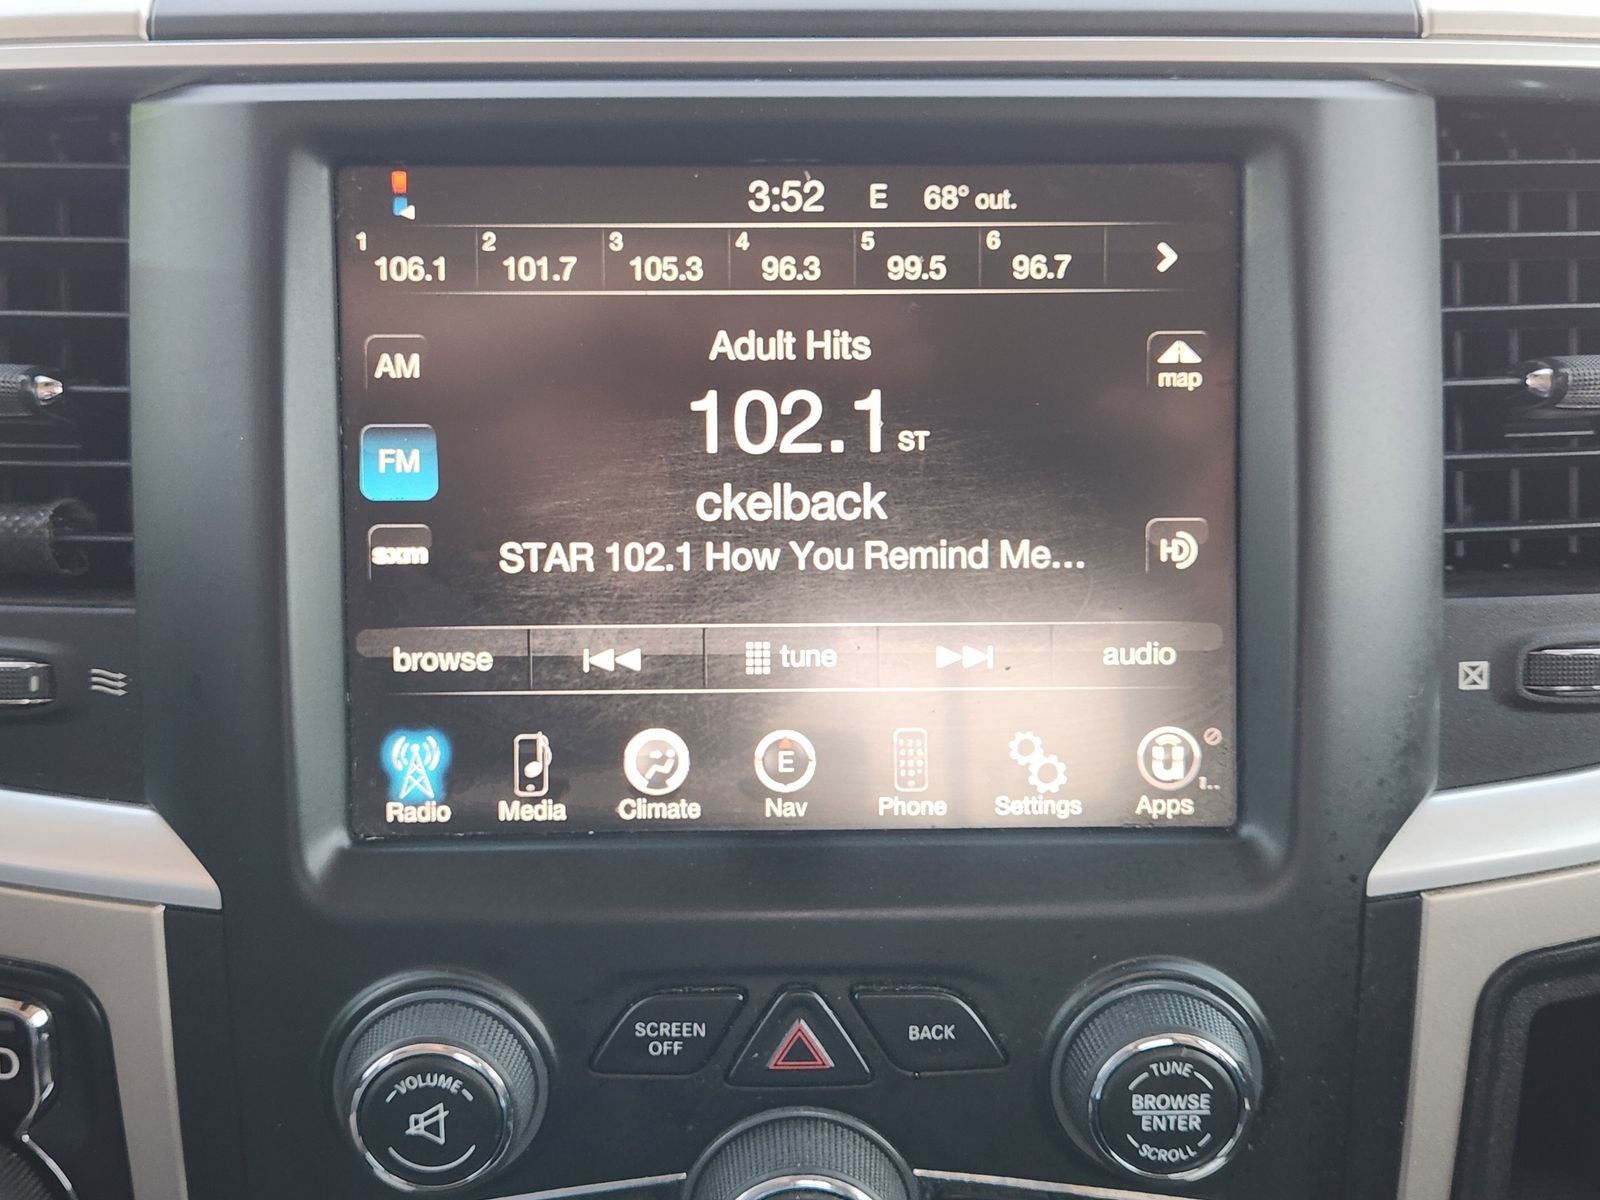 3:52 E 68° out.
1 106.1 2 101.7 3 105.3 4 96.3 5 99.5 6 96.7
Adult Hits
AM
map
102.1 ST
FM
ckelback
sxm
STAR 102.1 How You Remind Me...
HD
browse tune audio
E
Radio Media Climate Nav Phone Settings Apps
SCREEN OFF
BACK
VOLUME
TUNE
BROWSE
ENTER
SCROLL
D